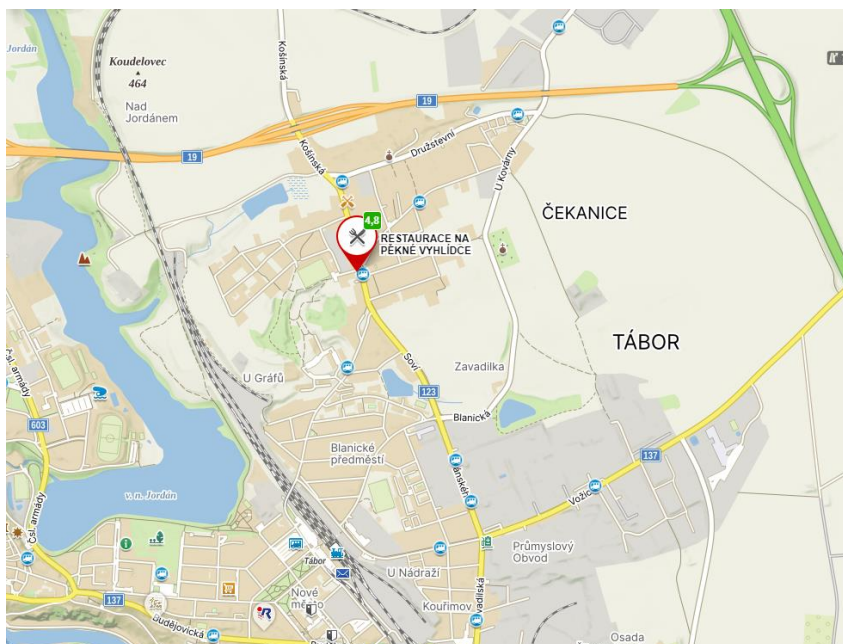 Jordán
Koudelovec
464
Nad
Jordánem
Košínská
19
19
Košínská
Družstevní
U Kovárny
ČEKANICE
4,8
RESTAURACE NA
PĚKNÉ VYHLÍDCE
TÁBOR
Soví
Zavadilka
U Gráfů
123
Blanická
Čsl. armády
603
Blanické
předměstí
137
v. n. Jordán
Čsl. armády
Tábor
U Nádraží
Průmyslový
Obvod
137
Nové
město
Kouřimov
Budějovická
Osada